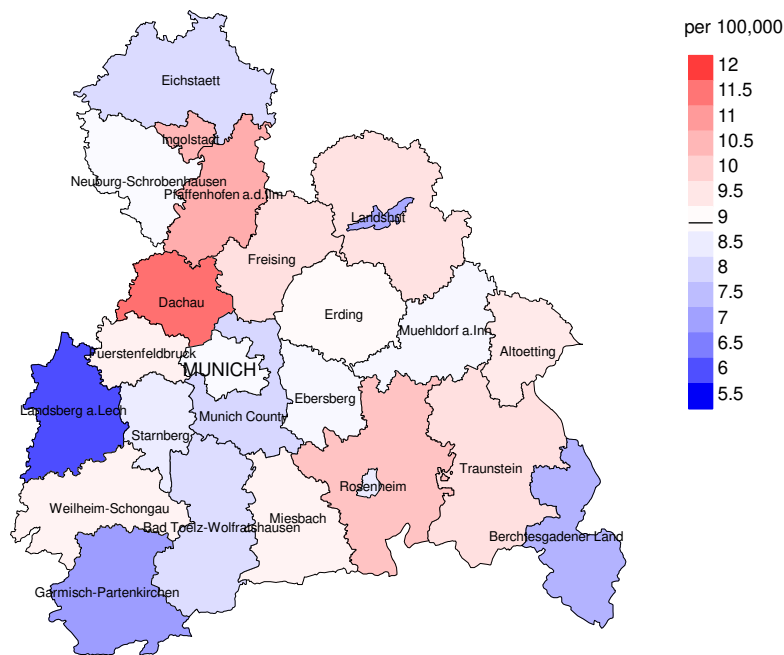 per 100,000
12
11.5
11
10.5
10
9.5
9
8.5
8
7.5
7
6.5
6
5.5
Eichstaett
Ingolstadt
Neuburg-Schrobenhausen
Pfaffenhofen a.d.Ilm
Landshut
Freising
Dachau
Erding
Muehldorf a.Inn
Fuerstenfeldbruck
Altoetting
MUNICH
Ebersberg
Landsberg a.Lech
Munich County
Starnberg
Traunstein
Rosenheim
Weilheim-Schongau
Miesbach
Bad Toelz-Wolfratshausen
Berchtesgadener Land
Garmisch-Partenkirchen